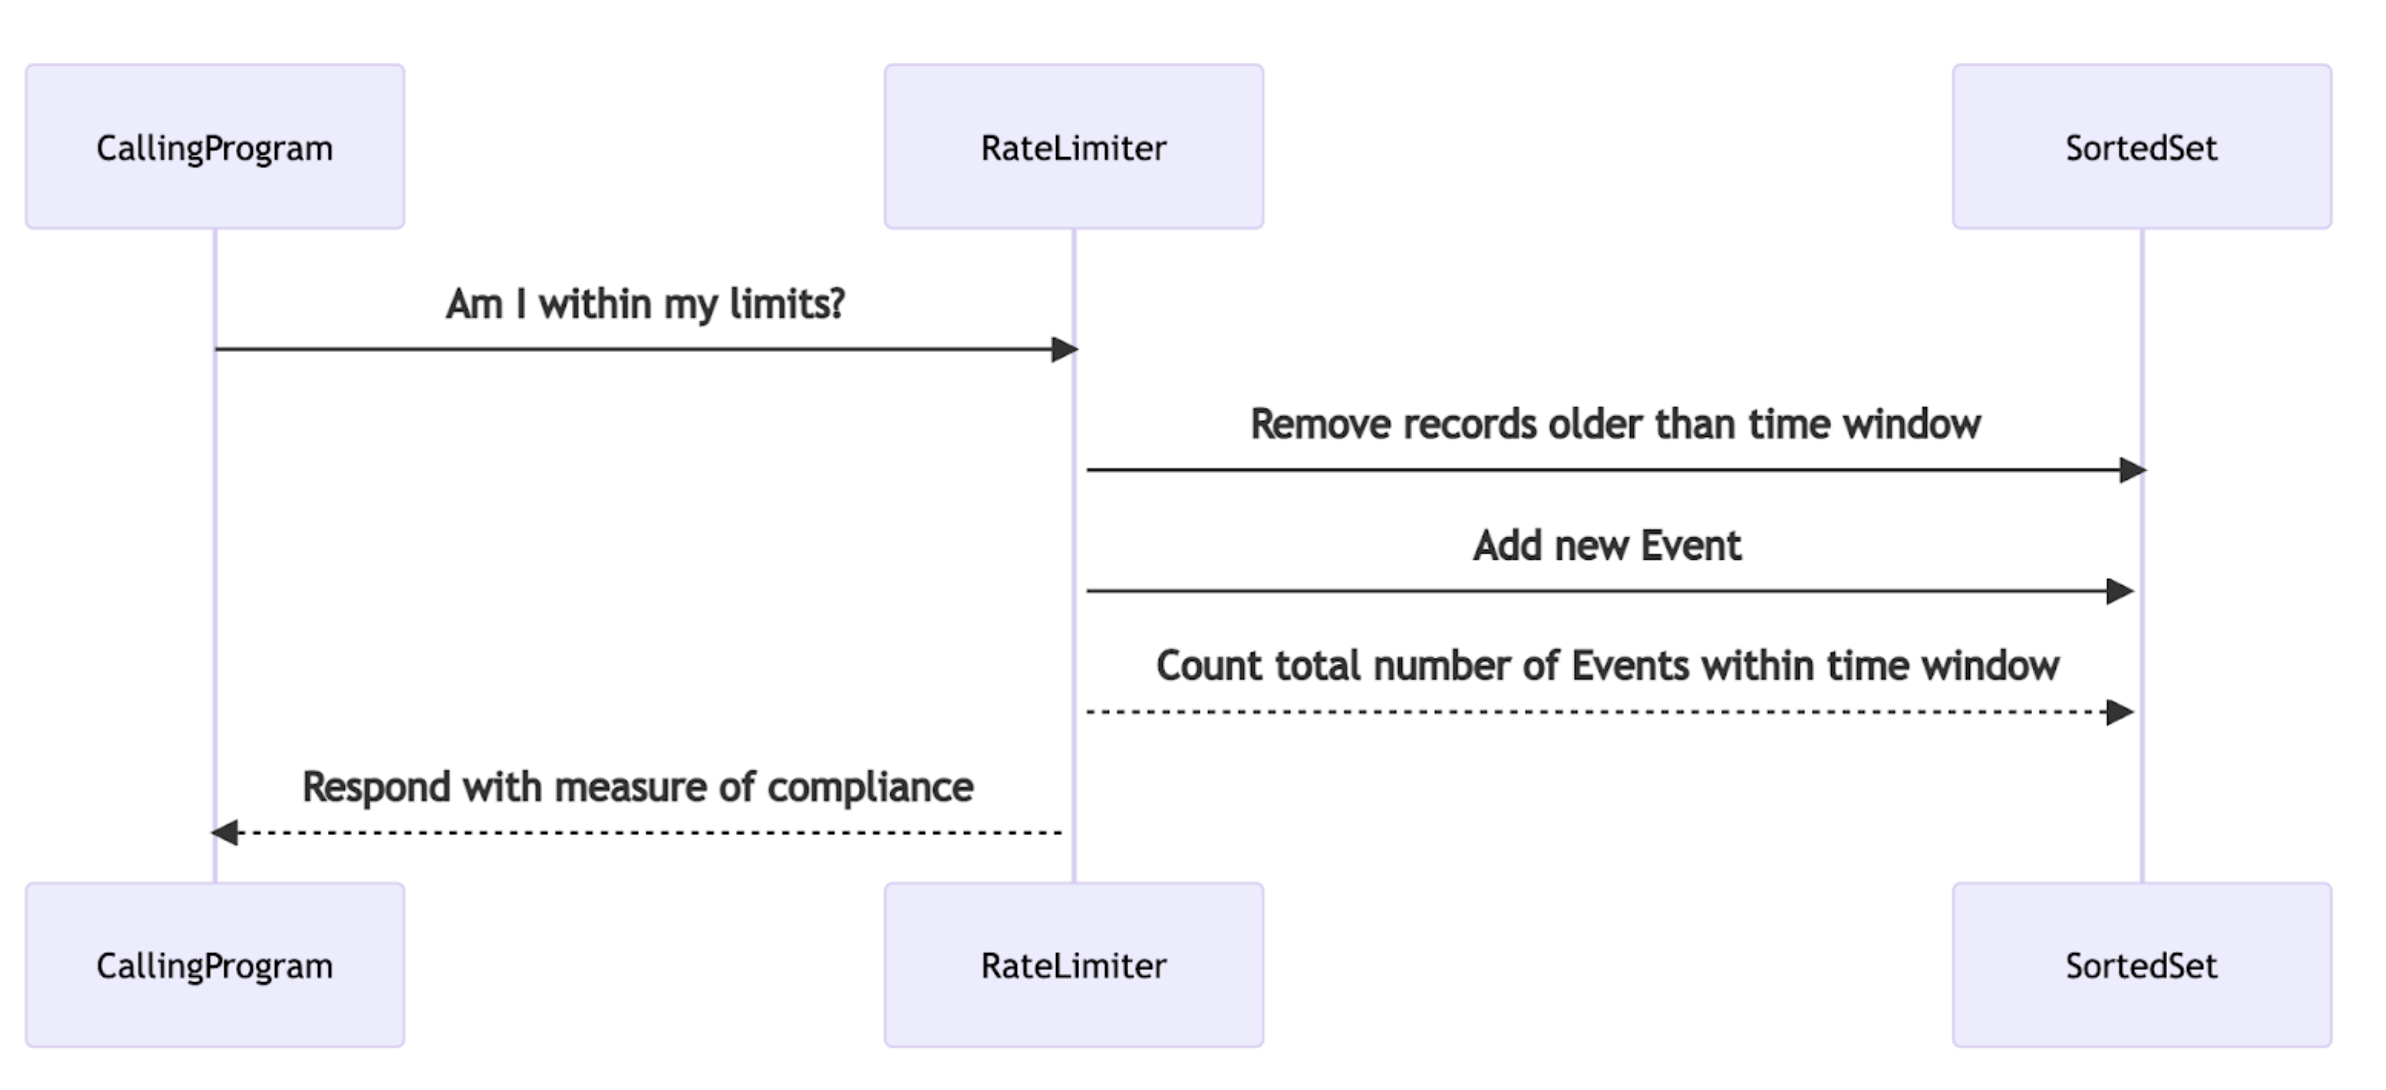 CallingProgram
RateLimiter
SortedSet
Am I within my limits?
Remove records older than time window
Add new Event
Count total number of Events within time window
Respond with measure of compliance
CallingProgram
RateLimiter
SortedSet